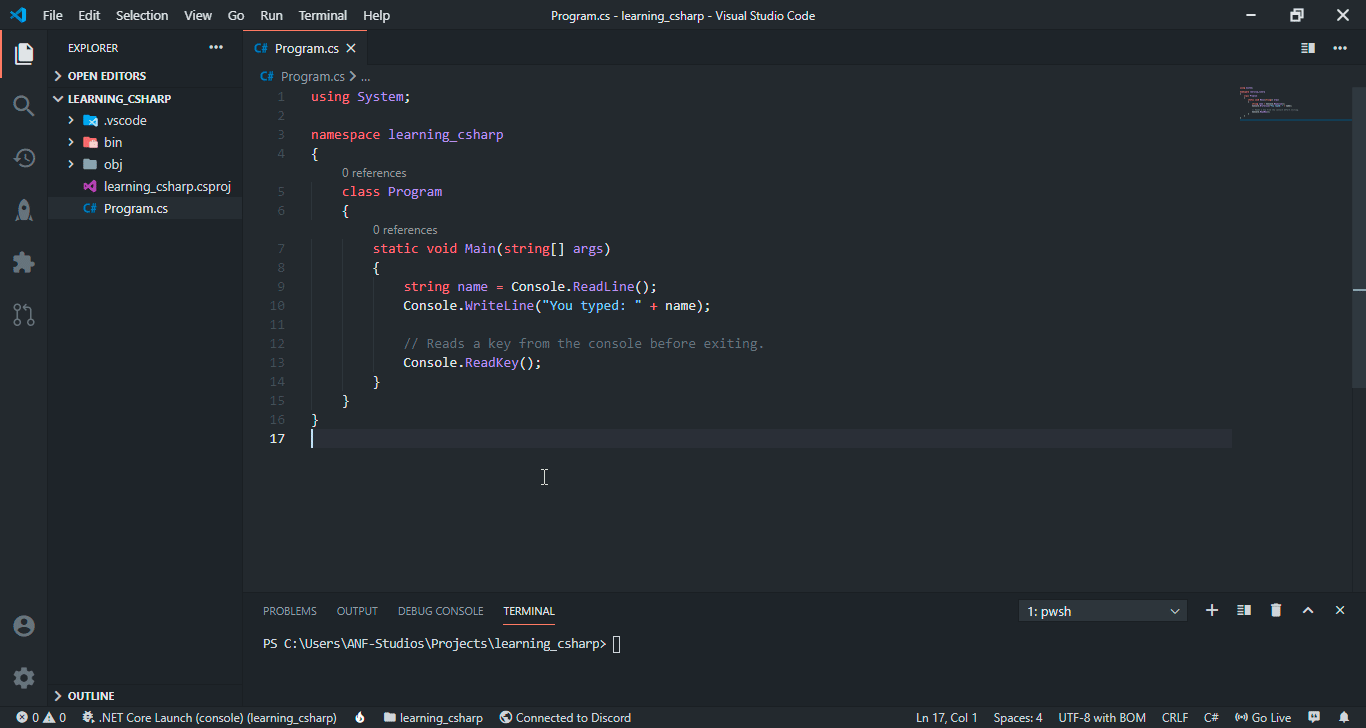 File Edit Selection View Go Run Terminal Help Program.cs - learning_csharp - Visual Studio Code
EXPLORER
OPEN EDITORS
LEARNING_CSHARP
.vscode
bin
obj
learning_csharp.csproj
C# Program.cs
C# Program.cs
C# Program.cs > ...
1 using System;
2
3 namespace learning_csharp
4 {
0 references
5 class Program
6 {
0 references
7 static void Main(string[] args)
8 {
9 string name = Console.ReadLine();
10 Console.WriteLine("You typed: " + name);
11
12 // Reads a key from the console before exiting.
13 Console.ReadKey();
14 }
15 }
16 }
17
PROBLEMS OUTPUT DEBUG CONSOLE TERMINAL 1: pwsh
PS C:\Users\ANF-Studios\Projects\learning_csharp>
OUTLINE
0 0 .NET Core Launch (console) (learning_csharp) learning_csharp Connected to Discord Ln 17, Col 1 Spaces: 4 UTF-8 with BOM CRLF C# Go Live